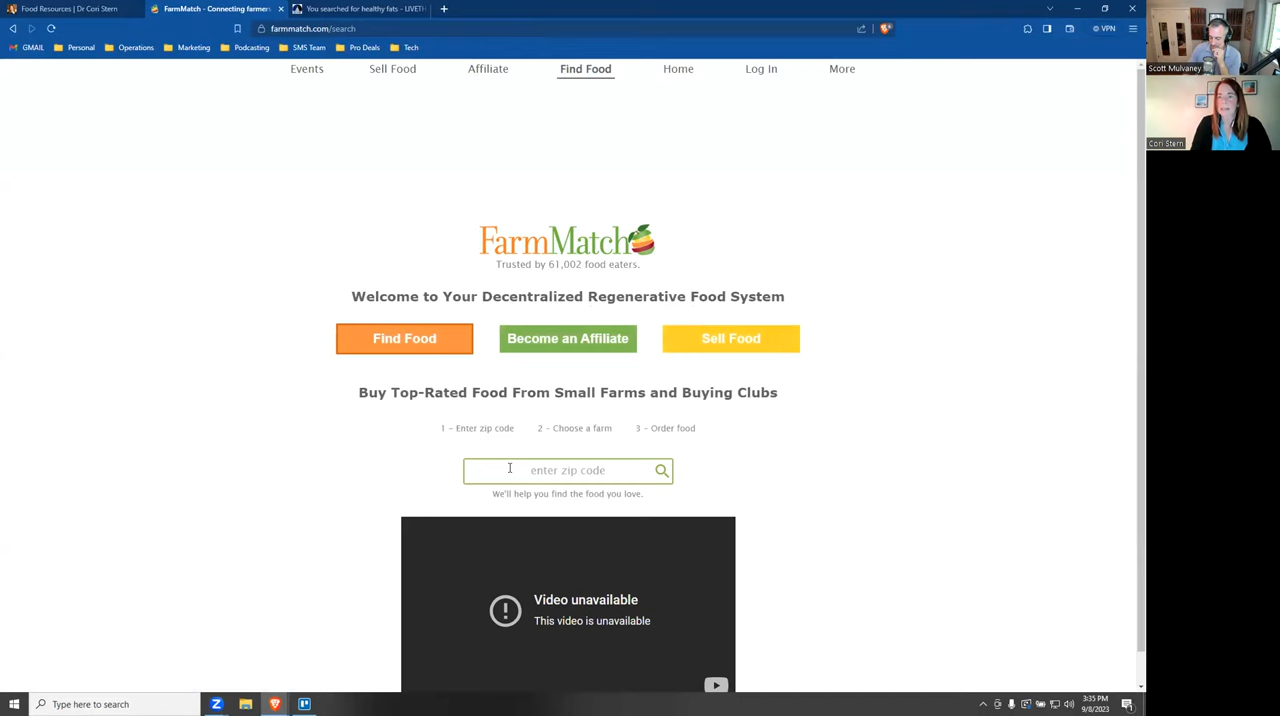 Food Resources | Dr Cori Stern
FarmMatch - Connecting farmers
You searched for healthy fats - LIVETH
farmmatch.com/search
VPN
GMAIL Personal Operations Marketing Podcasting SMS Team Pro Deals Tech
Events Sell Food Affiliate Find Food Home Log In More
FarmMatch
Trusted by 61,002 food eaters.
Welcome to Your Decentralized Regenerative Food System
Find Food Become an Affiliate Sell Food
Buy Top-Rated Food From Small Farms and Buying Clubs
1 - Enter zip code 2 - Choose a farm 3 - Order food
enter zip code
We'll help you find the food you love.
Video unavailable
This video is unavailable
Scott Mulvaney
Cori Stern
Type here to search
3:35 PM
9/8/2023